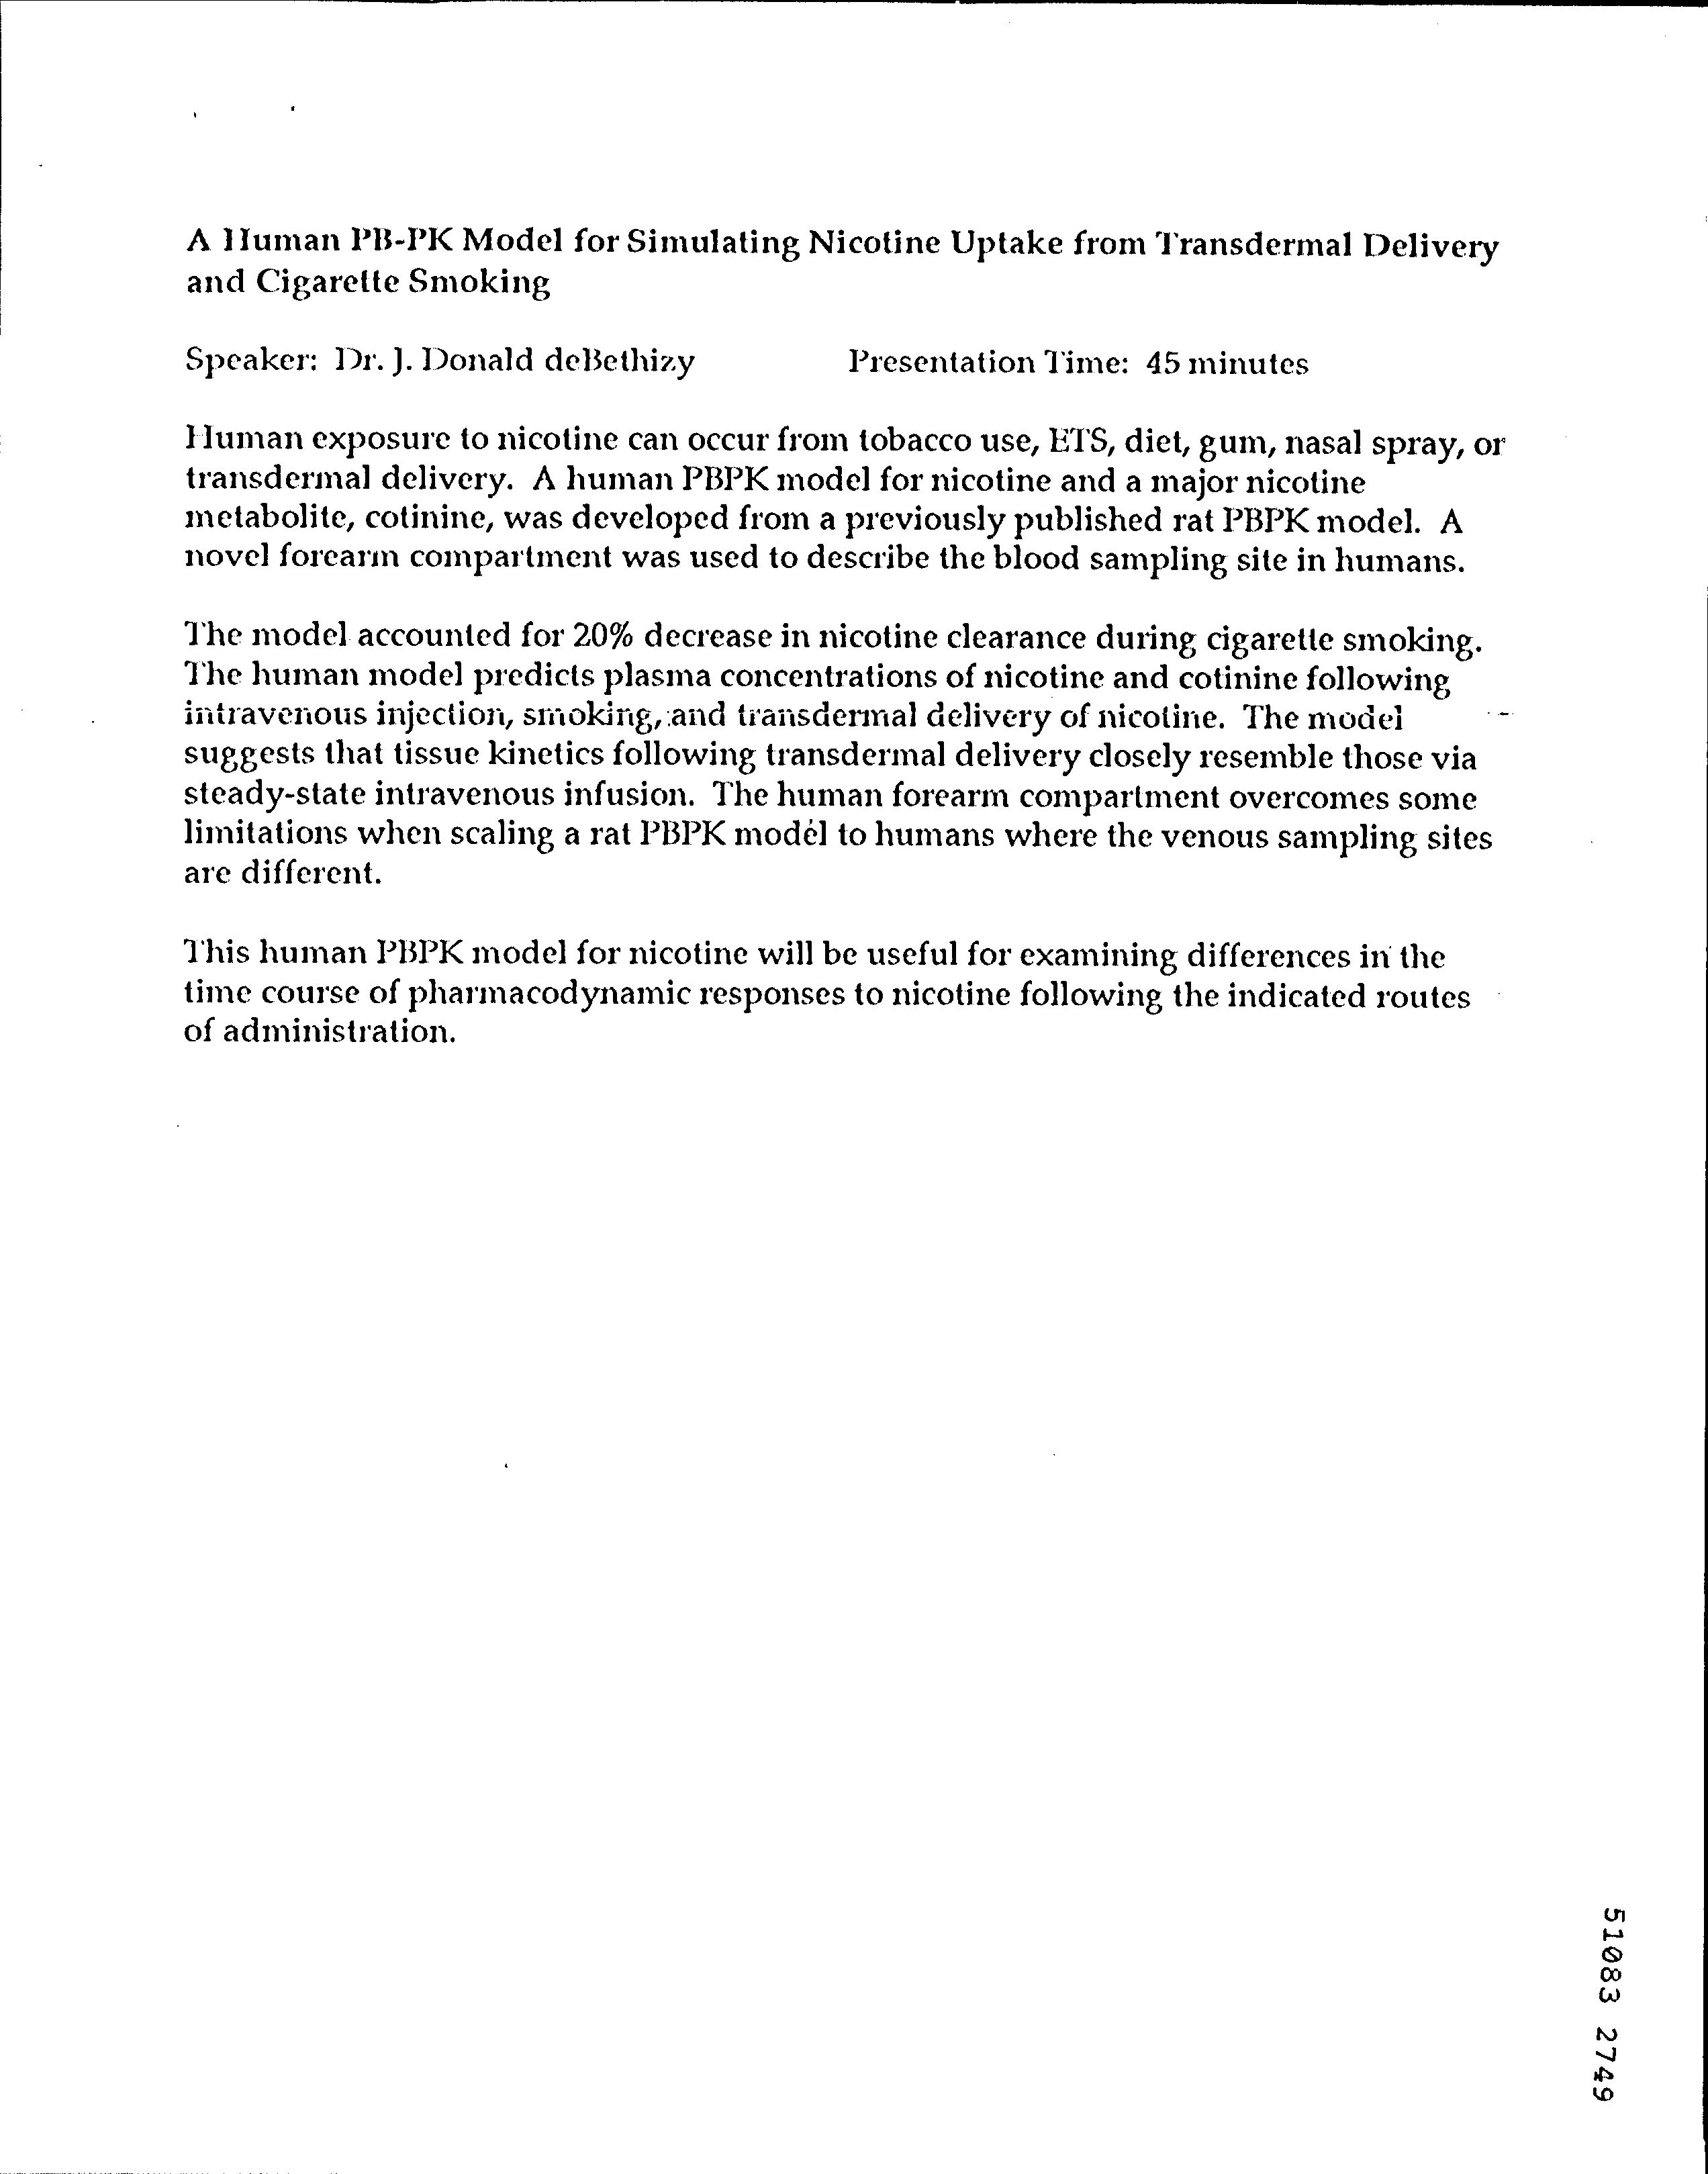 A Human PB-PK Model for Simulating Nicotine Uptake from Transdermal Delivery
and Cigarette Smoking
Speaker: Dr. J. Donald deBethizy Presentation Time: 45 minutes
Human exposure to nicotine can occur from tobacco use, ETS, diet, gum, nasal spray, or
transdermal delivery. A human PBPK model for nicotine and a major nicotine
metabolite, cotinine, was developed from a previously published rat PBPK model. A
novel forearm compartment was used to describe the blood sampling site in humans.
The model accounted for 20% decrease in nicotine clearance during cigarette smoking.
The human model predicts plasma concentrations of nicotine and cotinine following
intravenous injection, smoking, and transdermal delivery of nicotine. The model
suggests that tissue kinetics following transdermal delivery closely resemble those via
steady-state intravenous infusion. The human forearm compartment overcomes some
limitations when scaling a rat PBPK model to humans where the venous sampling sites
are different.
This human PBPK model for nicotine will be useful for examining differences in the
time course of pharmacodynamic responses to nicotine following the indicated routes
of administration.
51083 2749